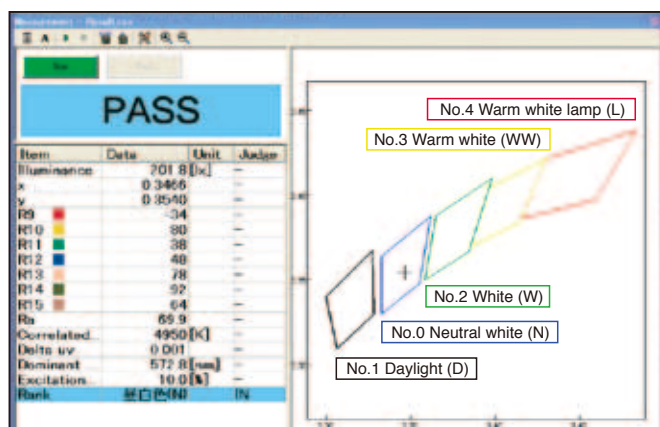 PASS
Item Data Unit Judge
Illuminance 201.8 [lx] –
x 0.3466 –
y 0.3540 –
R9 -34 –
R10 80 –
R11 38 –
R12 48 –
R13 78 –
R14 92 –
R15 64 –
Ra 69.9 –
Correlated... 4950 [K] –
Delta uv 0.001 –
Dominant 572.8 [nm] –
Excitation... 10.0 [%] –
Rank 昼白色(N) IN
No.4 Warm white lamp (L)
No.3 Warm white (WW)
No.2 White (W)
No.0 Neutral white (N)
No.1 Daylight (D)